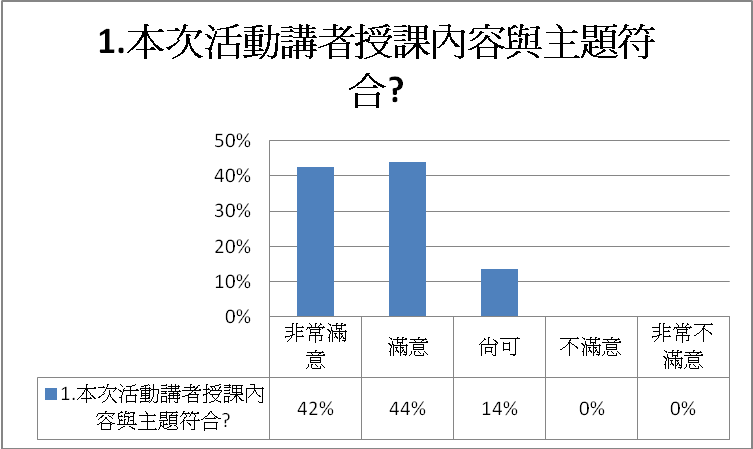 1.本次活動講者授課內容與主題符
合?
50%
40%
30%
20%
10%
0%
非常滿
意
滿意
尚可
不滿意
非常不
滿意
1.本次活動講者授課內
容與主題符合?
42%
44%
14%
0%
0%